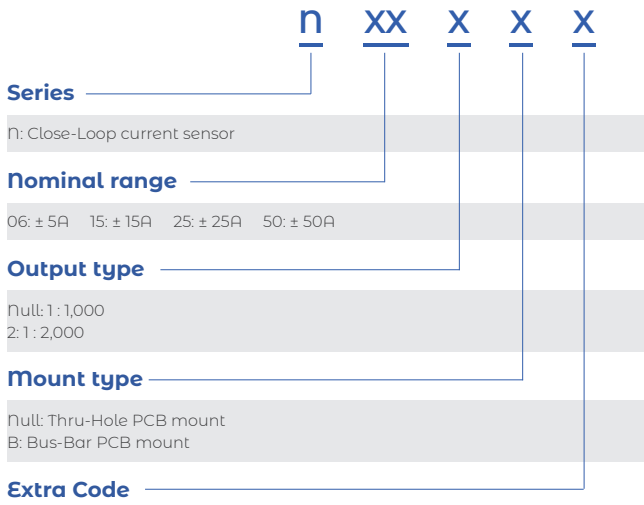 n xx x x x
Series
N: Close-Loop current sensor
Nominal range
06: ± 5A 15: ± 15A 25: ± 25A 50: ± 50A
Output type
Null: 1 : 1,000
2: 1 : 2,000
Mount type
Null: Thru-Hole PCB mount
B: Bus-Bar PCB mount
Extra Code